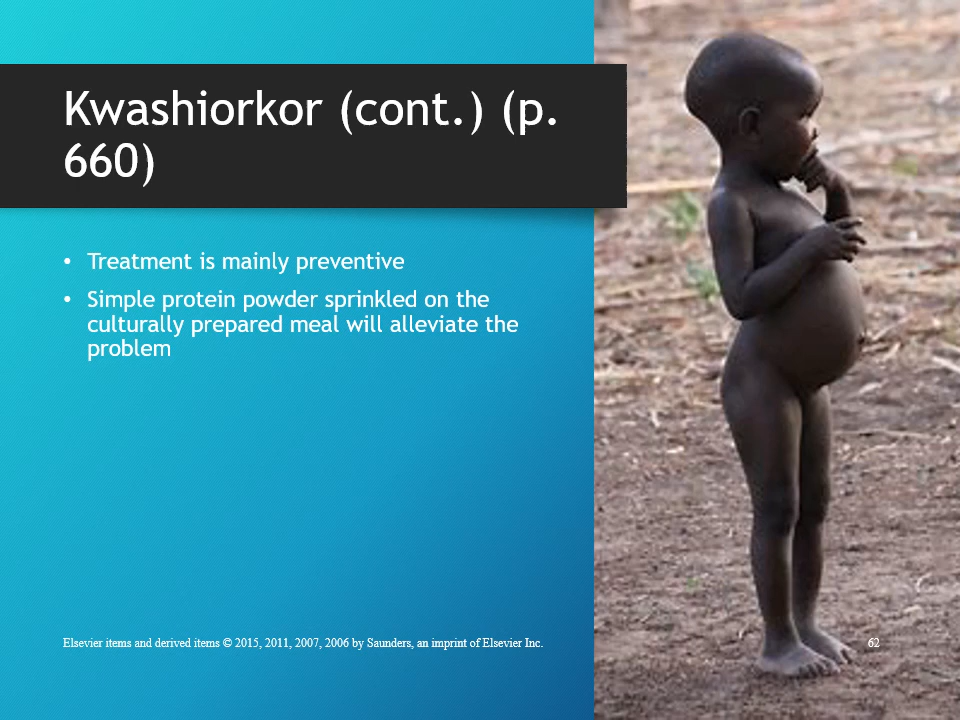 Kwashiorkor (cont.) (p.
660)
• Treatment is mainly preventive
• Simple protein powder sprinkled on the
culturally prepared meal will alleviate the
problem
Elsevier items and derived items © 2015, 2011, 2007, 2006 by Saunders, an imprint of Elsevier Inc.
62